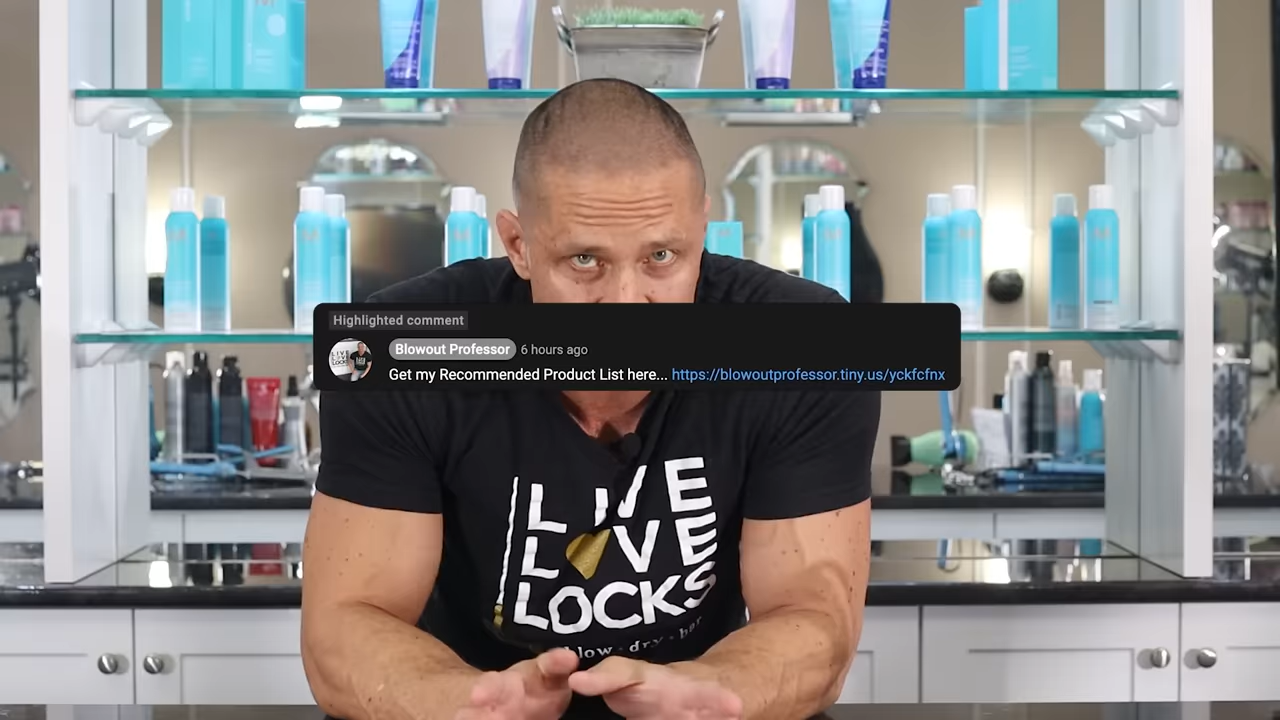 Highlighted comment
Blowout Professor 6 hours ago
Get my Recommended Product List here... https://blowoutprofessor.tiny.us/yckfcfnx
LIVE
LOVE
LOCKS
blow·dry·bar